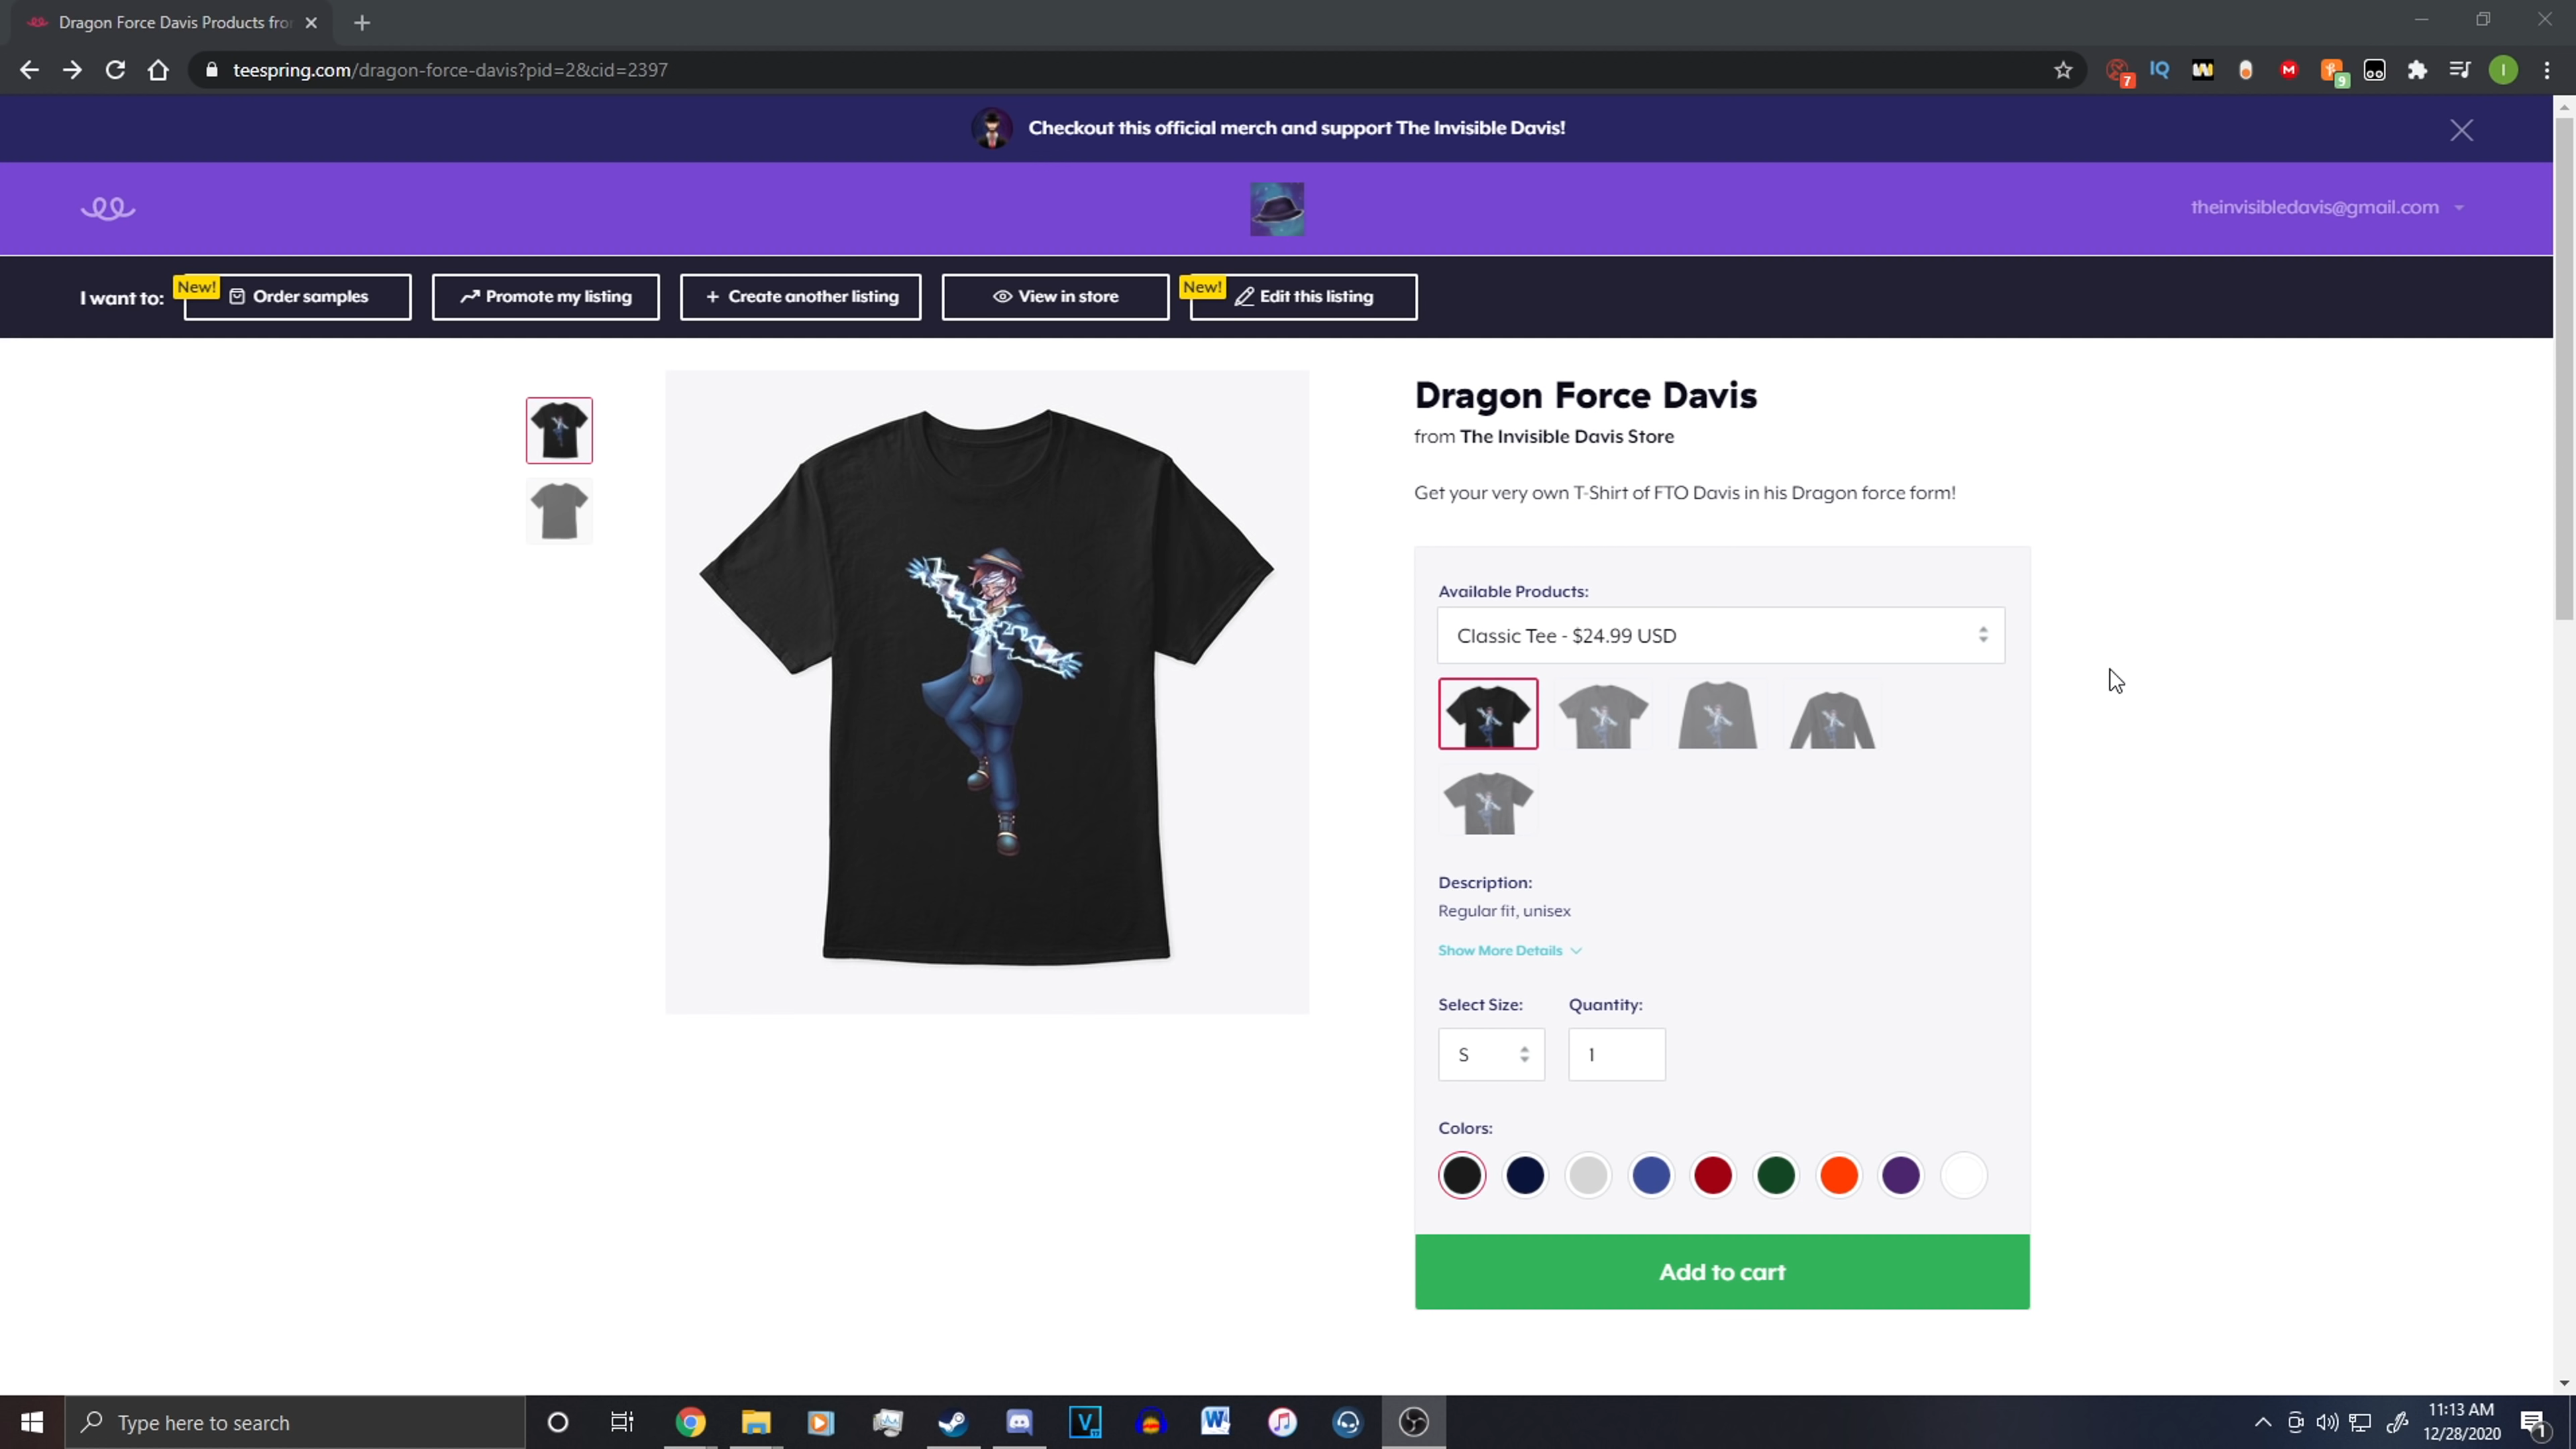 Dragon Force Davis Products fro
teespring.com/dragon-force-davis?pid=2&cid=2397
7
IQ
9
I
Checkout this official merch and support The Invisible Davis!
theinvisibledavis@gmail.com
I want to:
New!
Order samples
Promote my listing
+ Create another listing
View in store
New!
Edit this listing
Dragon Force Davis
from The Invisible Davis Store
Get your very own T-Shirt of FTO Davis in his Dragon force form!
Available Products:
Classic Tee - $24.99 USD
Description:
Regular fit, unisex
Show More Details
Select Size:
Quantity:
S
1
Colors:
Add to cart
Type here to search
11:13 AM
12/28/2020
1